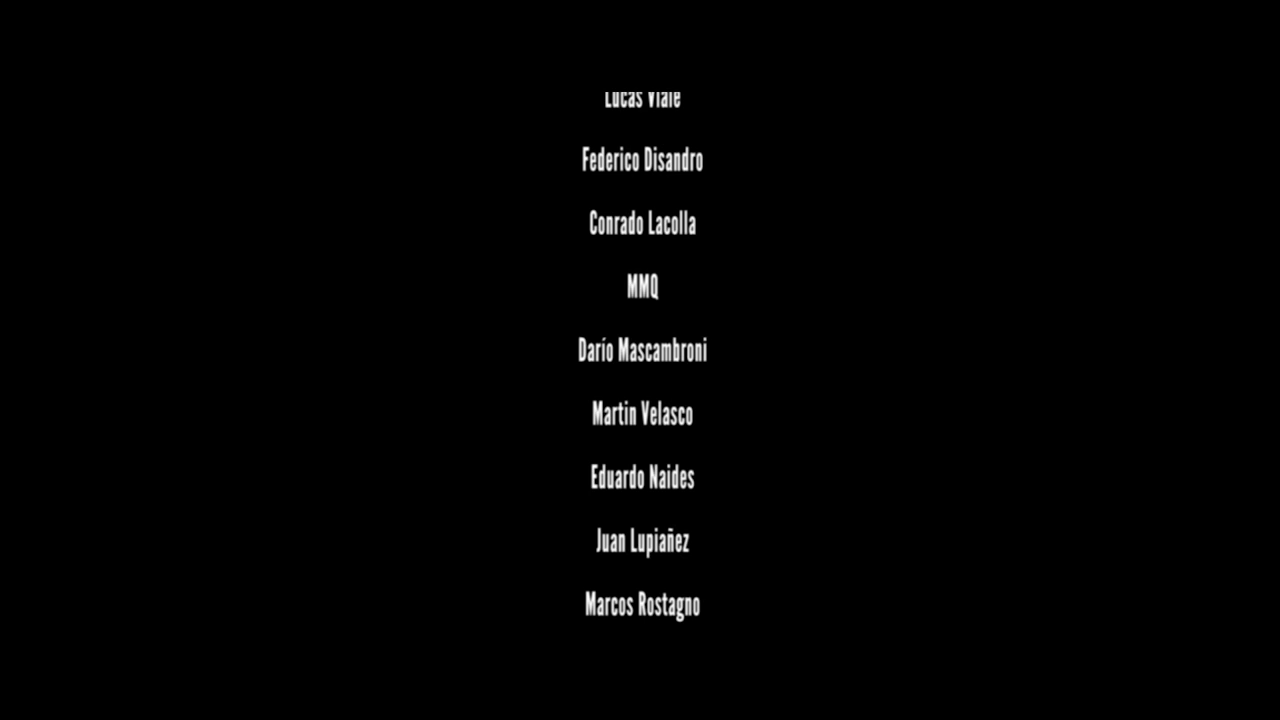 Lucas Viale
Federico Disandro
Conrado Lacolla
MMQ
Darío Mascambroni
Martin Velasco
Eduardo Naides
Juan Lupiañez
Marcos Rostagno